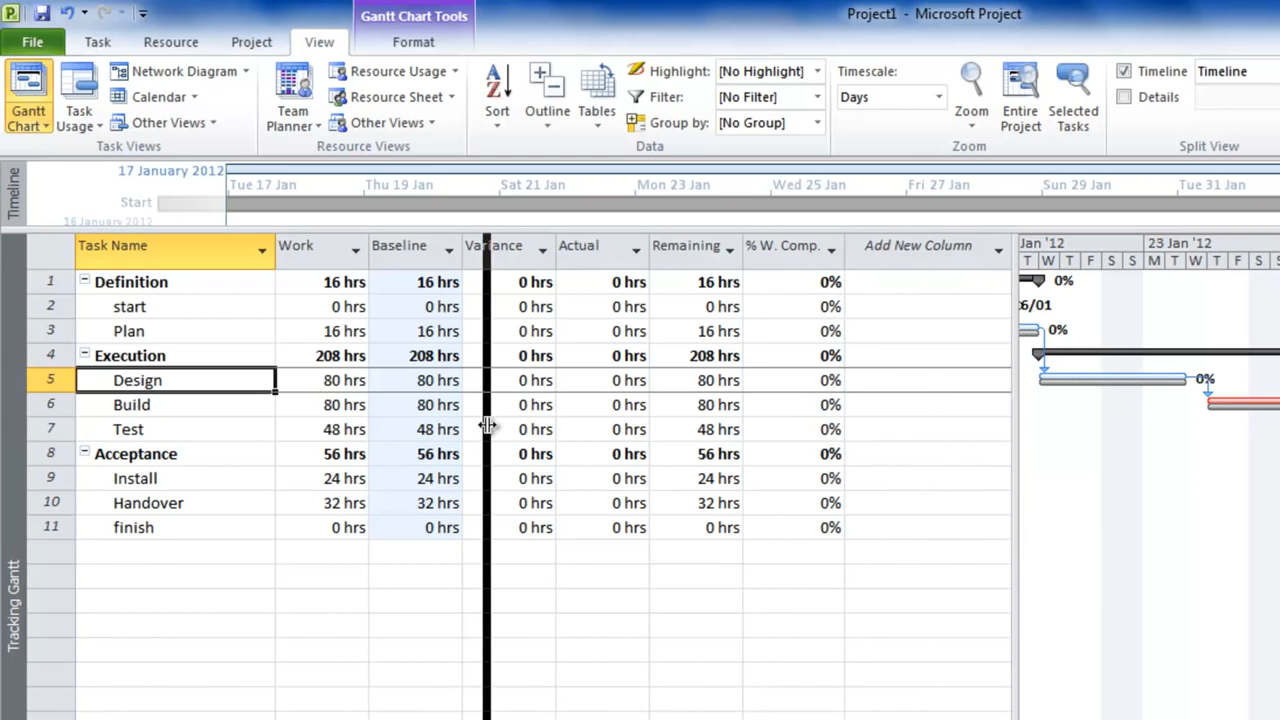 Gantt Chart Tools
Project1 - Microsoft Project
File Task Resource Project View Format
Gantt Chart
Task Usage
Network Diagram
Calendar
Other Views
Task Views
Team Planner
Resource Usage
Resource Sheet
Other Views
Resource Views
Sort
Outline
Tables
Highlight: [No Highlight]
Filter: [No Filter]
Group by: [No Group]
Data
Timescale:
Days
Zoom
Entire Project
Selected Tasks
Zoom
Timeline Timeline
Details
Split View
Timeline
17 January 2012
Tue 17 Jan Thu 19 Jan Sat 21 Jan Mon 23 Jan Wed 25 Jan Fri 27 Jan Sun 29 Jan Tue 31 Jan
Start
16 January 2012
Task Name Work Baseline Variance Actual Remaining % W. Comp. Add New Column Jan '12 23 Jan '12
T W T F S S M T W T F S S
1 Definition 16 hrs 16 hrs 0 hrs 0 hrs 16 hrs 0% 0%
2 start 0 hrs 0 hrs 0 hrs 0 hrs 0 hrs 0% 6/01
3 Plan 16 hrs 16 hrs 0 hrs 0 hrs 16 hrs 0% 0%
4 Execution 208 hrs 208 hrs 0 hrs 0 hrs 208 hrs 0%
5 Design 80 hrs 80 hrs 0 hrs 0 hrs 80 hrs 0% 0%
6 Build 80 hrs 80 hrs 0 hrs 0 hrs 80 hrs 0%
7 Test 48 hrs 48 hrs 0 hrs 0 hrs 48 hrs 0%
8 Acceptance 56 hrs 56 hrs 0 hrs 0 hrs 56 hrs 0%
9 Install 24 hrs 24 hrs 0 hrs 0 hrs 24 hrs 0%
10 Handover 32 hrs 32 hrs 0 hrs 0 hrs 32 hrs 0%
11 finish 0 hrs 0 hrs 0 hrs 0 hrs 0 hrs 0%
Tracking Gantt